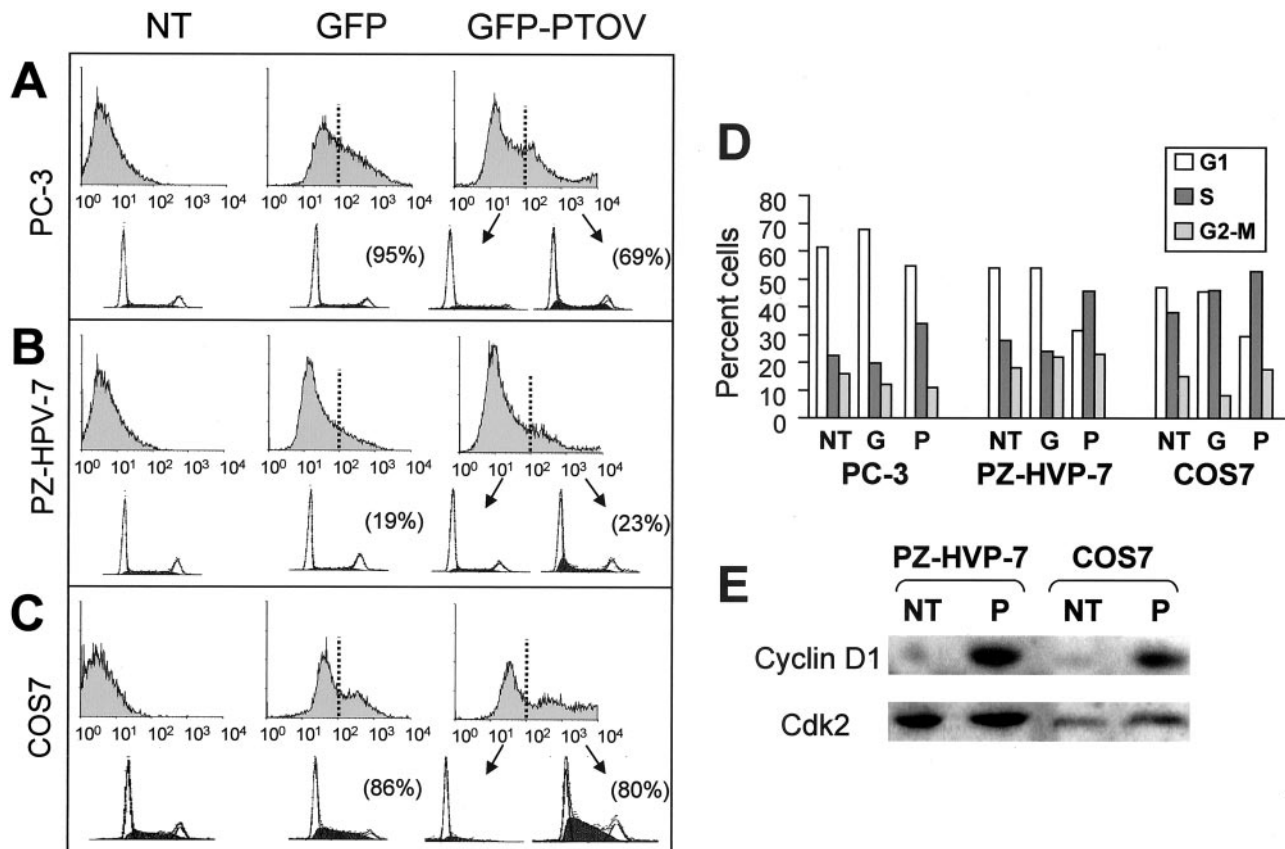 NT GFP GFP-PTOV
A
PC-3
10⁰ 10¹ 10² 10³ 10⁴ 10⁰ 10¹ 10² 10³ 10⁴ 10⁰ 10¹ 10² 10³ 10⁴
(95%) (69%)
B
PZ-HPV-7
10⁰ 10¹ 10² 10³ 10⁴ 10⁰ 10¹ 10² 10³ 10⁴ 10⁰ 10¹ 10² 10³ 10⁴
(19%) (23%)
C
COS7
10⁰ 10¹ 10² 10³ 10⁴ 10⁰ 10¹ 10² 10³ 10⁴ 10⁰ 10¹ 10² 10³ 10⁴
(86%) (80%)
D
G1
S
G2-M
Percent cells
80
70
60
50
40
30
20
10
0
NT G P NT G P NT G P
PC-3 PZ-HVP-7 COS7
E
PZ-HVP-7 COS7
NT P NT P
Cyclin D1
Cdk2